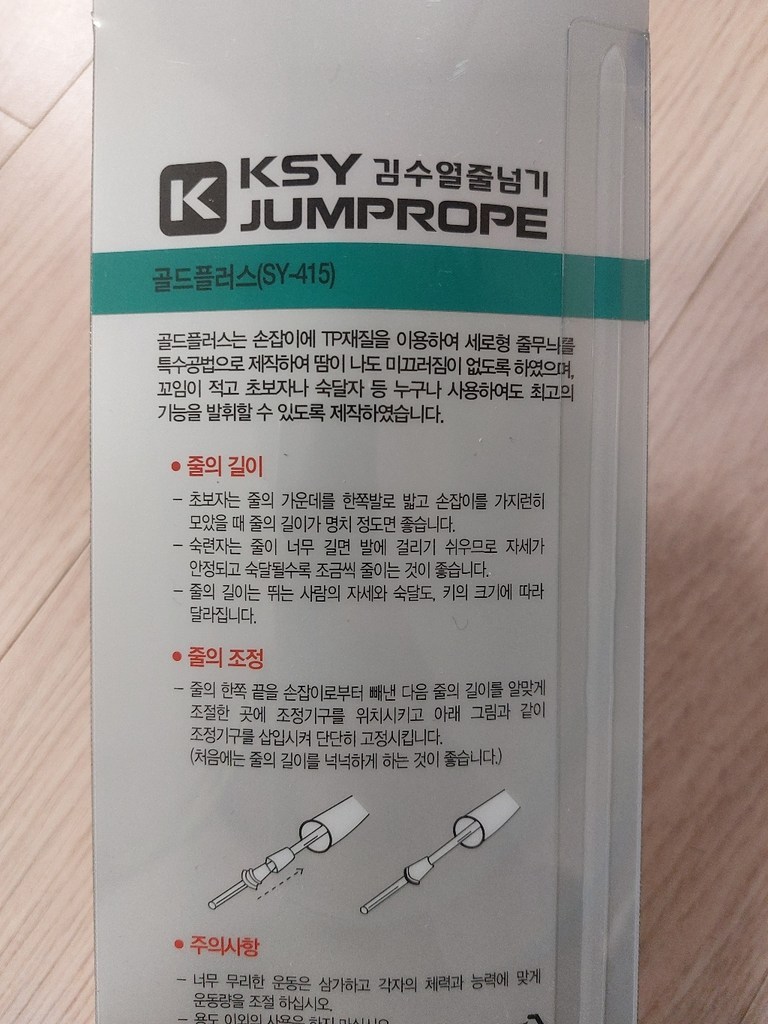 K KSY 김수열줄넘기
JUMPROPE
골드플러스(SY-415)
골드플러스는 손잡이에 TP재질을 이용하여 세로형 줄무늬를
특수공법으로 제작하여 땀이 나도 미끄러짐이 없도록 하였으며,
꼬임이 적고 초보자나 숙달자 등 누구나 사용하여도 최고의
기능을 발휘할 수 있도록 제작하였습니다.
• 줄의 길이
- 초보자는 줄의 가운데를 한쪽발로 밟고 손잡이를 가지런히
모았을 때 줄의 길이가 명치 정도면 좋습니다.
- 숙련자는 줄이 너무 길면 발에 걸리기 쉬우므로 자세가
안정되고 숙달될수록 조금씩 줄이는 것이 좋습니다.
- 줄의 길이는 뛰는 사람의 자세와 숙달도, 키의 크기에 따라
달라집니다.
• 줄의 조정
- 줄의 한쪽 끝을 손잡이로부터 빼낸 다음 줄의 길이를 알맞게
조절한 곳에 조정기구를 위치시키고 아래 그림과 같이
조정기구를 삽입시켜 단단히 고정시킵니다.
(처음에는 줄의 길이를 넉넉하게 하는 것이 좋습니다.)
• 주의사항
- 너무 무리한 운동은 삼가하고 각자의 체력과 능력에 맞게
운동량을 조절 하십시오.
- 용도 이외의 사용은 하지 마십시오